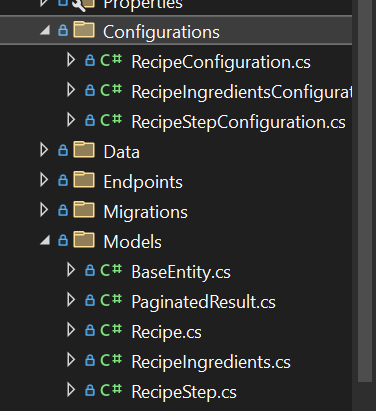 Properties
Configurations
C# RecipeConfiguration.cs
C# RecipeIngredientsConfigurat
C# RecipeStepConfiguration.cs
Data
Endpoints
Migrations
Models
C# BaseEntity.cs
C# PaginatedResult.cs
C# Recipe.cs
C# RecipeIngredients.cs
C# RecipeStep.cs